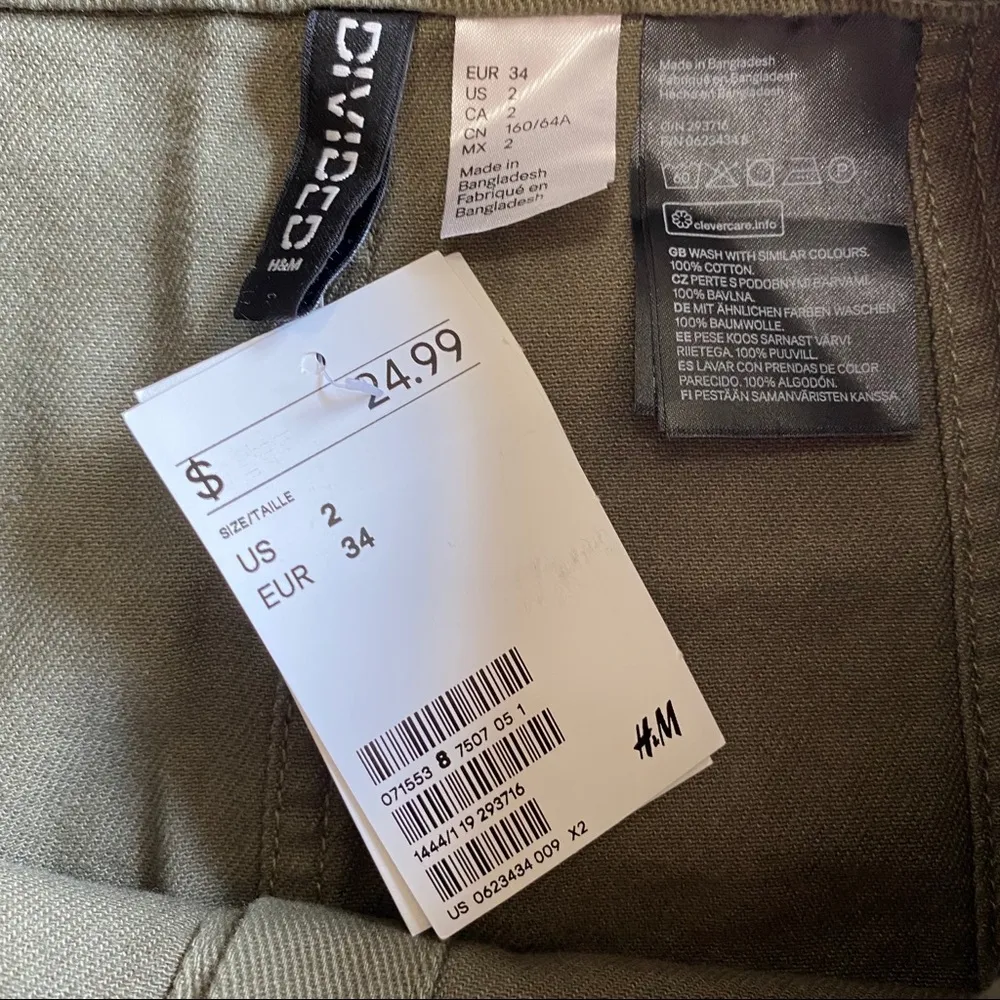 DIVIDED
H&M
EUR 34
US 2
CA 2
CN 160/64A
MX 2
Made in
Bangladesh
Fabriqué en
Bangladesh
Made in Bangladesh
Fabriqué en Bangladesh
Hecho en Bangladesh
O/N 293716
clevercare.info
GB WASH WITH SIMILAR COLOURS.
100% COTTON.
CZ PERTE S PODOBNÝMI BARVAMI.
100% BAVLNA.
DE MIT ÄHNLICHEN FARBEN WASCHEN
100% BAUMWOLLE.
EE PESE KOOS SARNAST VÄRVI
RIIETEGA. 100% PUUVILL.
ES LAVAR CON PRENDAS DE COLOR
PARECIDO. 100% ALGODÓN.
FI PESTÄÄN SAMANVÄRISTEN KANSSA.
$ 24.99
SIZE/TAILLE
US 2
EUR 34
071553 8 7507 05 1
1444/1 19 293716
US 0623434 009 X2
H&M